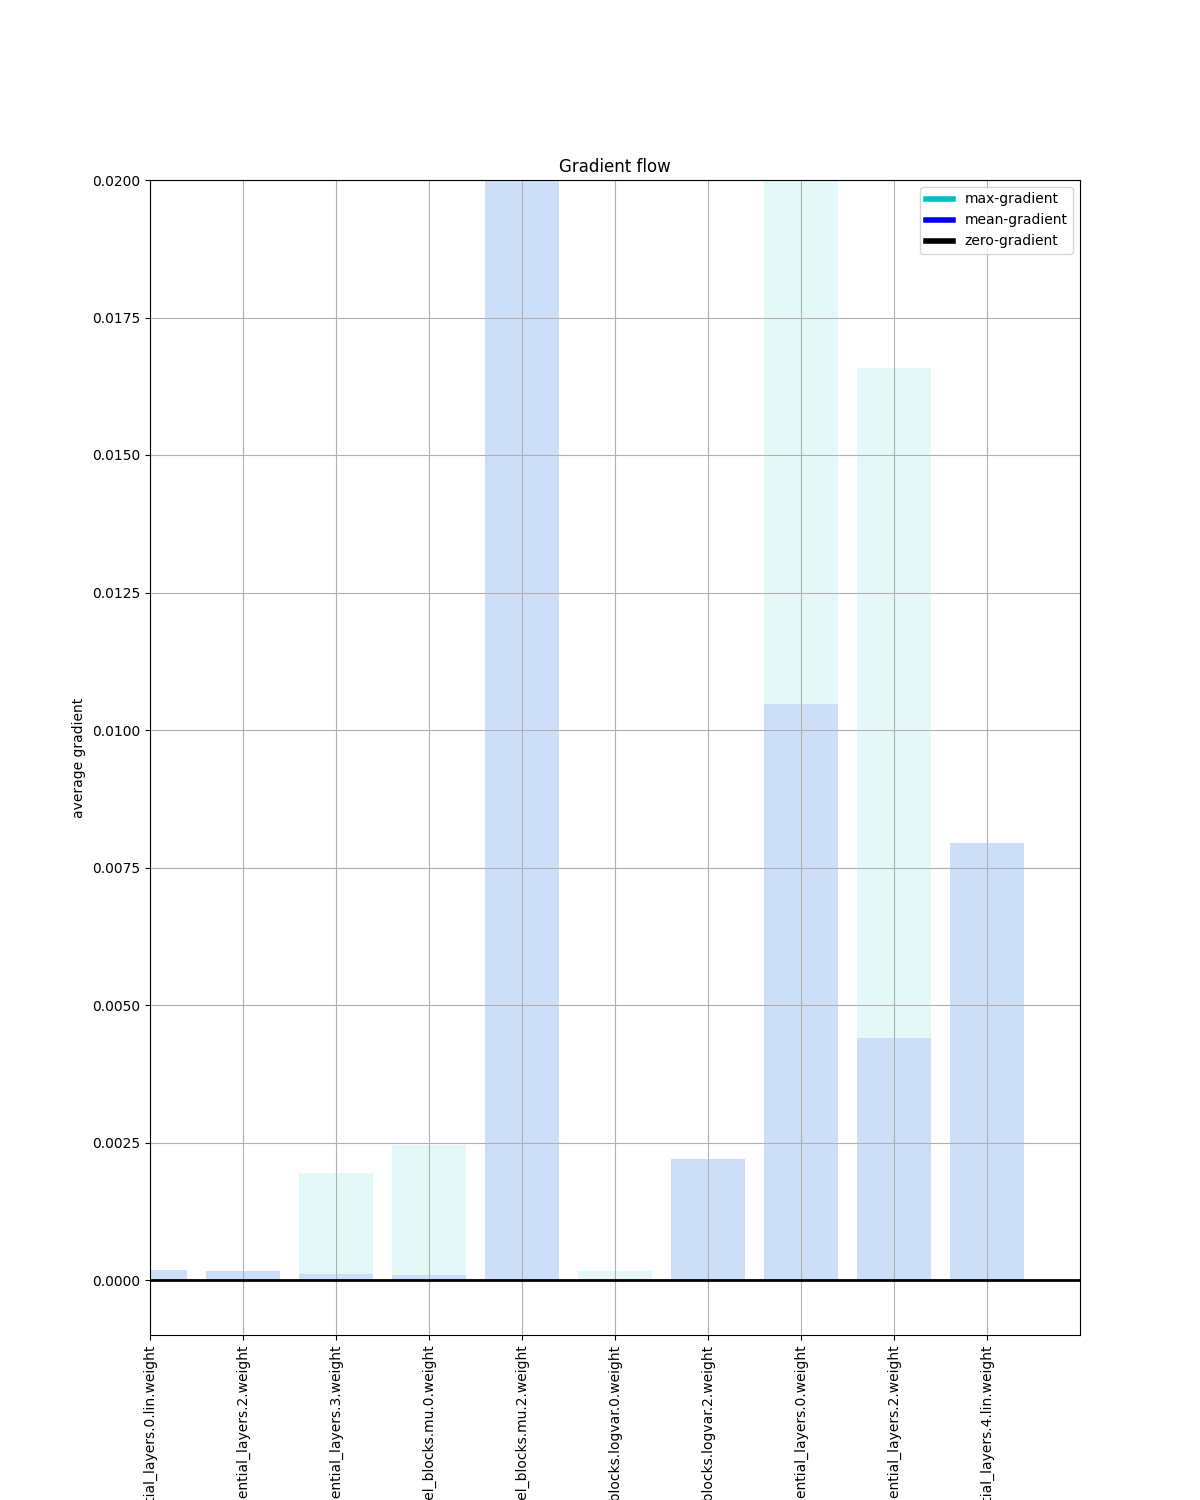 Gradient flow
max-gradient
mean-gradient
zero-gradient
average gradient
0.0200
0.0175
0.0150
0.0125
0.0100
0.0075
0.0050
0.0025
0.0000
tial_layers.0.lin.weight
ential_layers.2.weight
ential_layers.3.weight
el_blocks.mu.0.weight
el_blocks.mu.2.weight
blocks.logvar.0.weight
blocks.logvar.2.weight
ential_layers.0.weight
ential_layers.2.weight
tial_layers.4.lin.weight